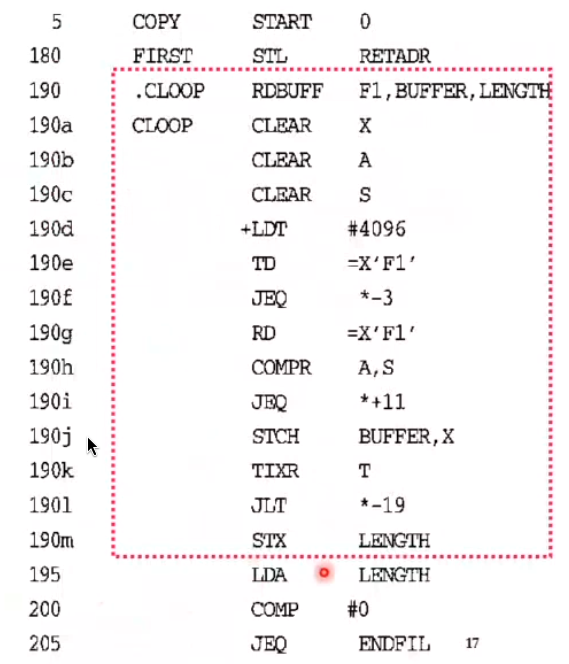 5 COPY START 0
180 FIRST STL RETADR
190 .CLOOP RDBUFF F1,BUFFER,LENGTH
190a CLOOP CLEAR X
190b CLEAR A
190c CLEAR S
190d +LDT #4096
190e TD =X'F1'
190f JEQ *-3
190g RD =X'F1'
190h COMPR A,S
190i JEQ *+11
190j STCH BUFFER,X
190k TIXR T
190l JLT *-19
190m STX LENGTH
195 LDA LENGTH
200 COMP #0
205 JEQ ENDFIL 17